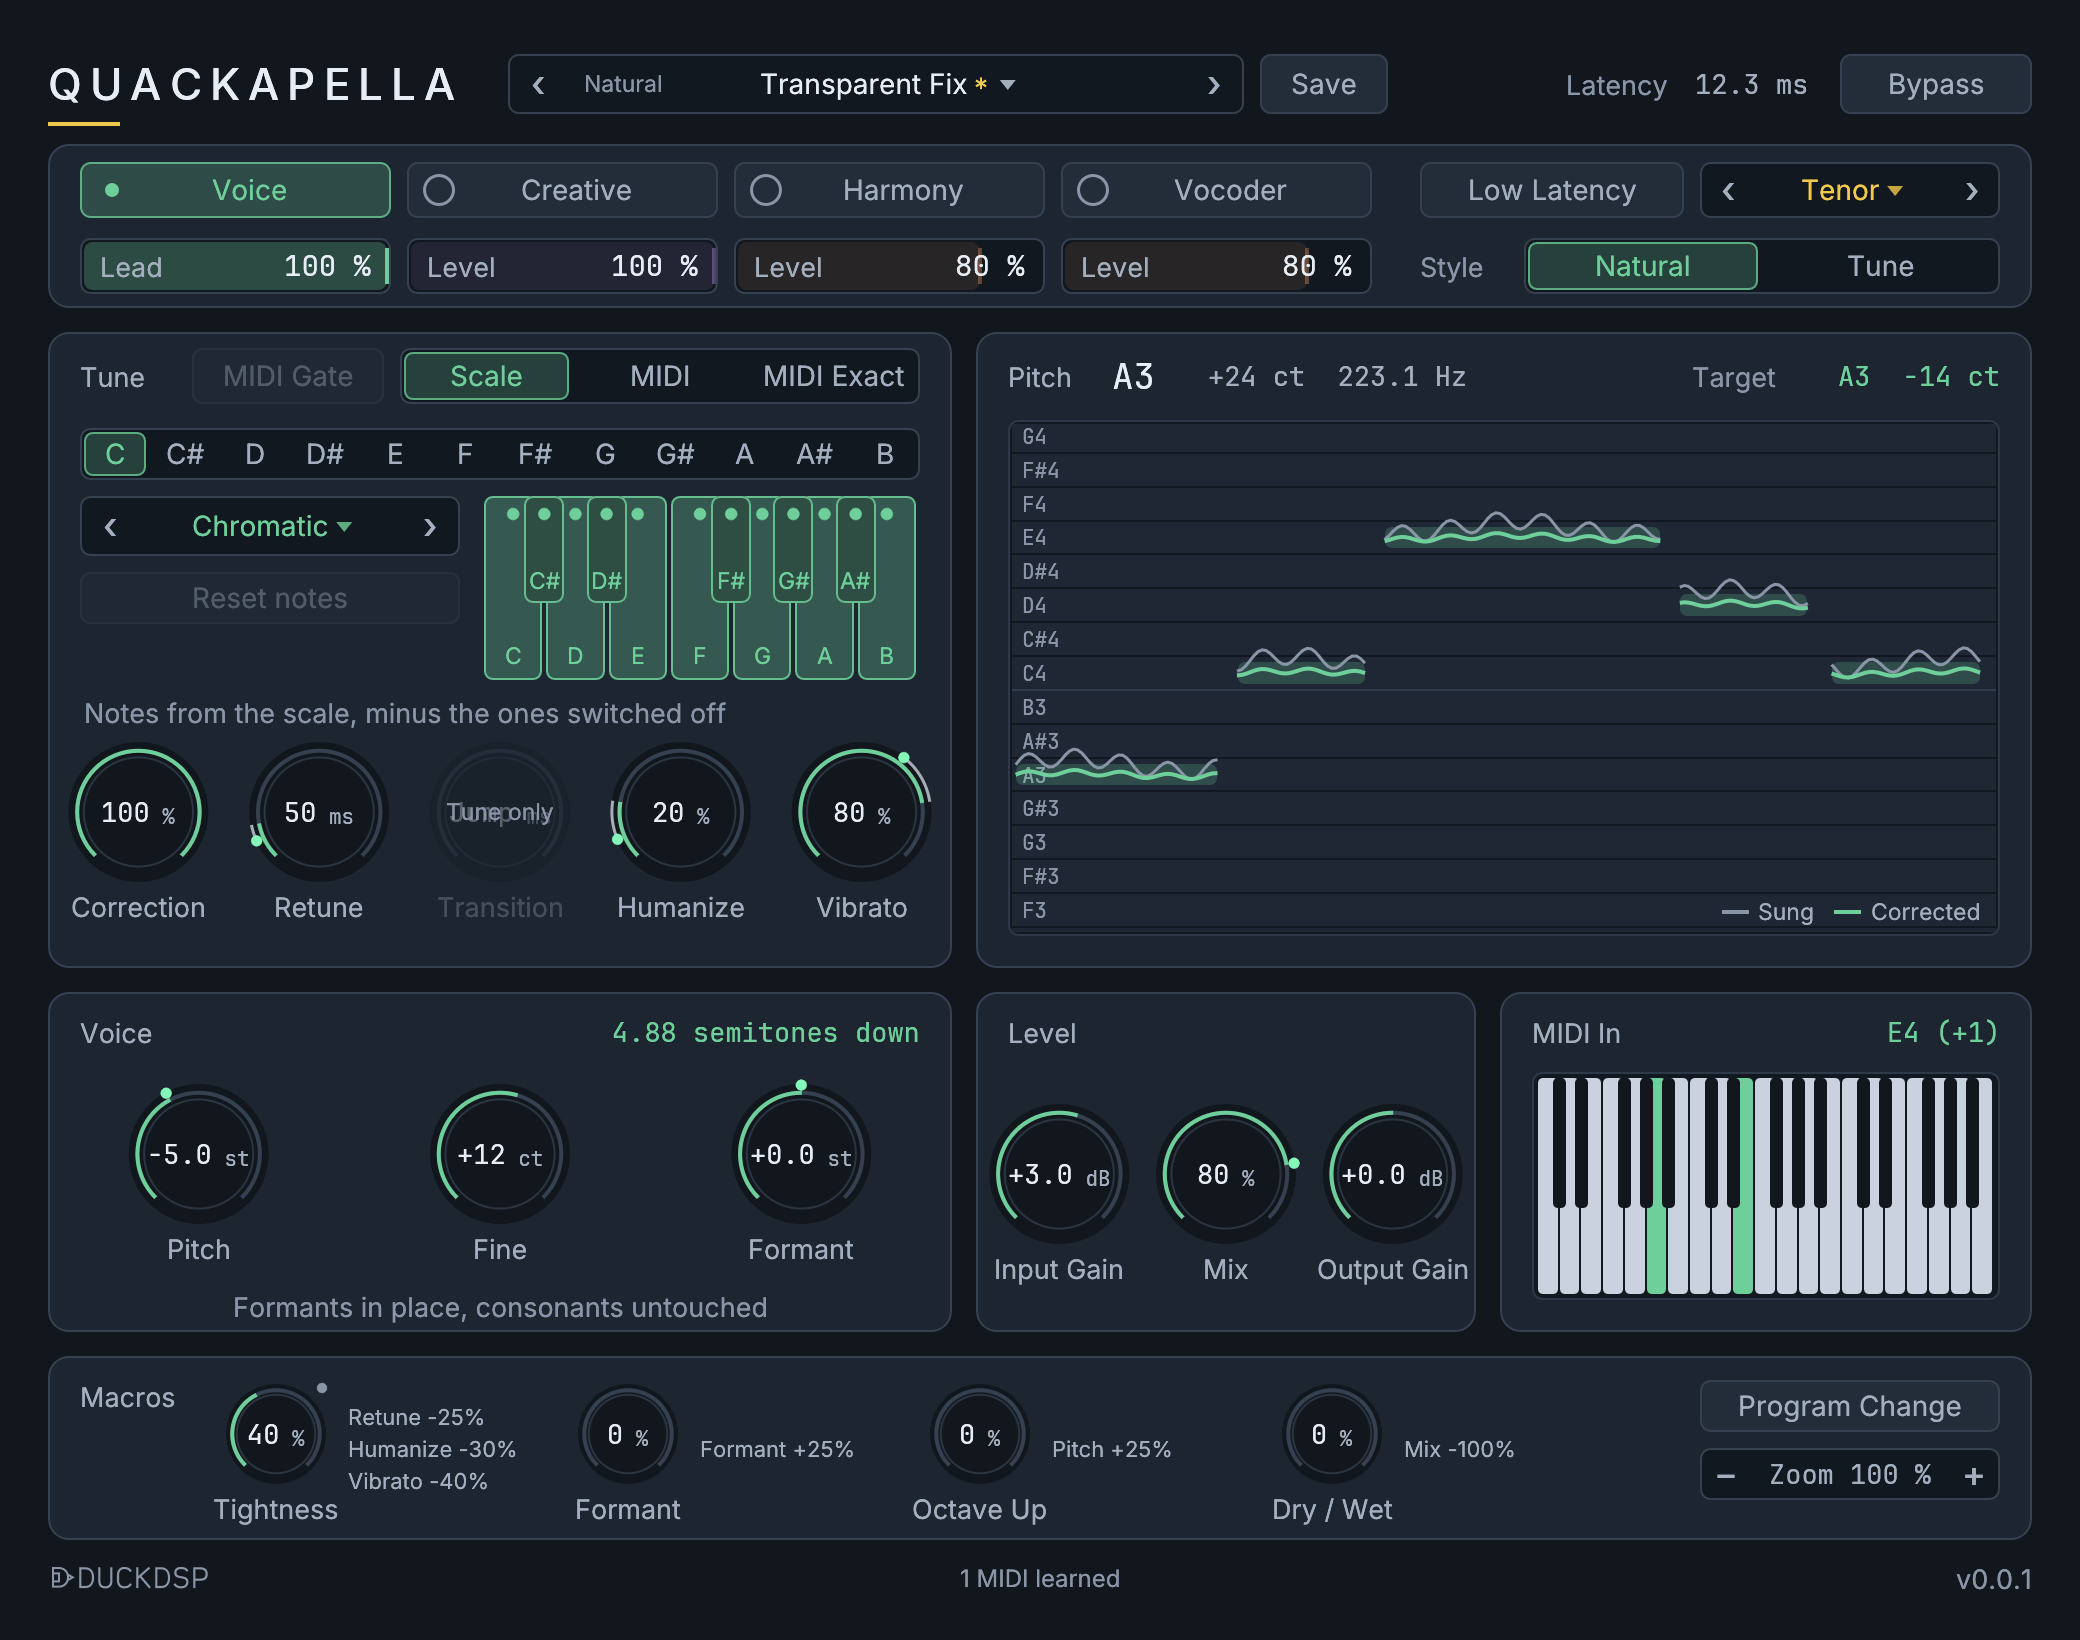 QUACKAPELLA
‹ Natural Transparent Fix * ›
Save
Latency 12.3 ms
Bypass
Voice
Creative
Harmony
Vocoder
Low Latency
‹ Tenor ›
Lead 100 %
Level 100 %
Level 80 %
Level 80 %
Style
Natural
Tune
Tune
MIDI Gate
Scale
MIDI
MIDI Exact
C C# D D# E F F# G G# A A# B
‹ Chromatic ›
Reset notes
C# D# F# G# A#
C D E F G A B
Notes from the scale, minus the ones switched off
100 %
50 ms
Tune only
20 %
80 %
Correction
Retune
Transition
Humanize
Vibrato
Pitch A3 +24 ct 223.1 Hz
Target A3 -14 ct
G4
F#4
F4
E4
D#4
D4
C#4
C4
B3
A#3
A3
G#3
G3
F#3
F3
Sung
Corrected
Voice
4.88 semitones down
-5.0 st
+12 ct
+0.0 st
Pitch
Fine
Formant
Formants in place, consonants untouched
Level
+3.0 dB
80 %
+0.0 dB
Input Gain
Mix
Output Gain
MIDI In
E4 (+1)
Macros
40 %
Tightness
Retune -25%
Humanize -30%
Vibrato -40%
0 %
Formant
Formant +25%
0 %
Octave Up
Pitch +25%
0 %
Dry / Wet
Mix -100%
Program Change
− Zoom 100 % +
DUCKDSP
1 MIDI learned
v0.0.1